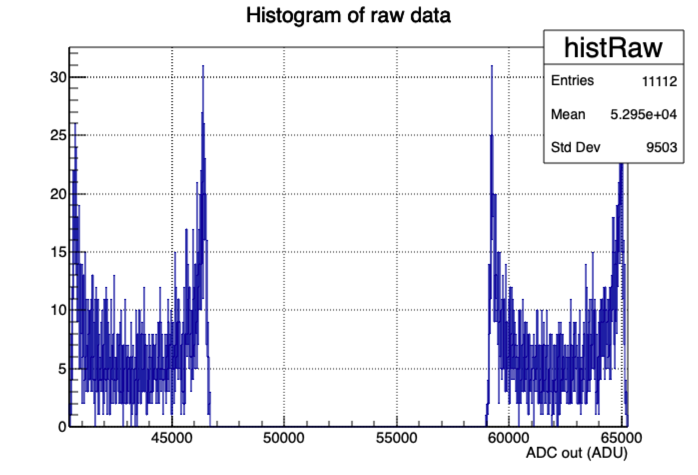 Histogram of raw data
histRaw
Entries 11112
Mean 5.295e+04
Std Dev 9503
30
25
20
15
10
5
0
45000 50000 55000 60000 65000
ADC out (ADU)